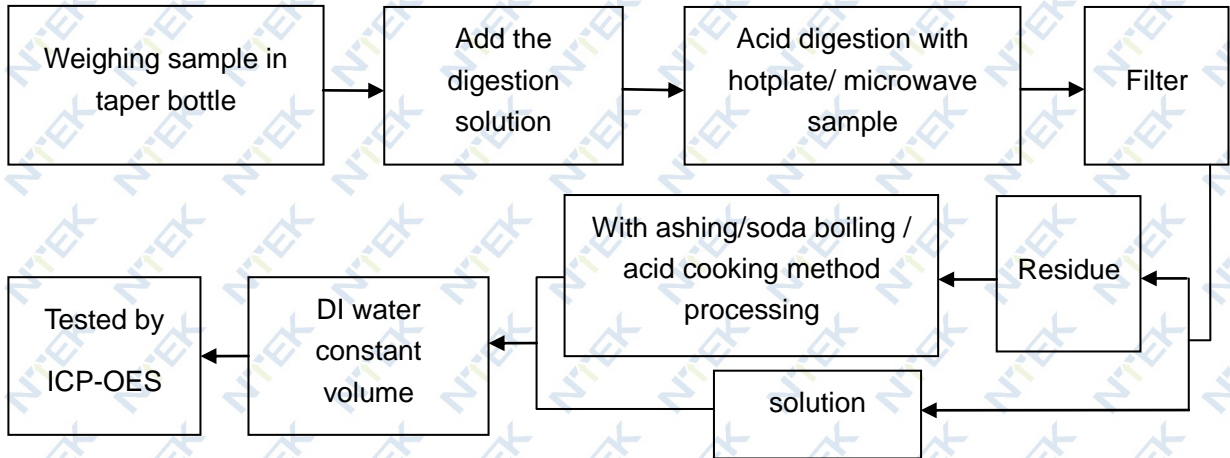 Weighing sample in
taper bottle
Add the
digestion
solution
Acid digestion with
hotplate/ microwave
sample
Filter
With ashing/soda boiling /
acid cooking method
processing
Residue
Tested by
ICP-OES
DI water
constant
volume
solution
NTEK